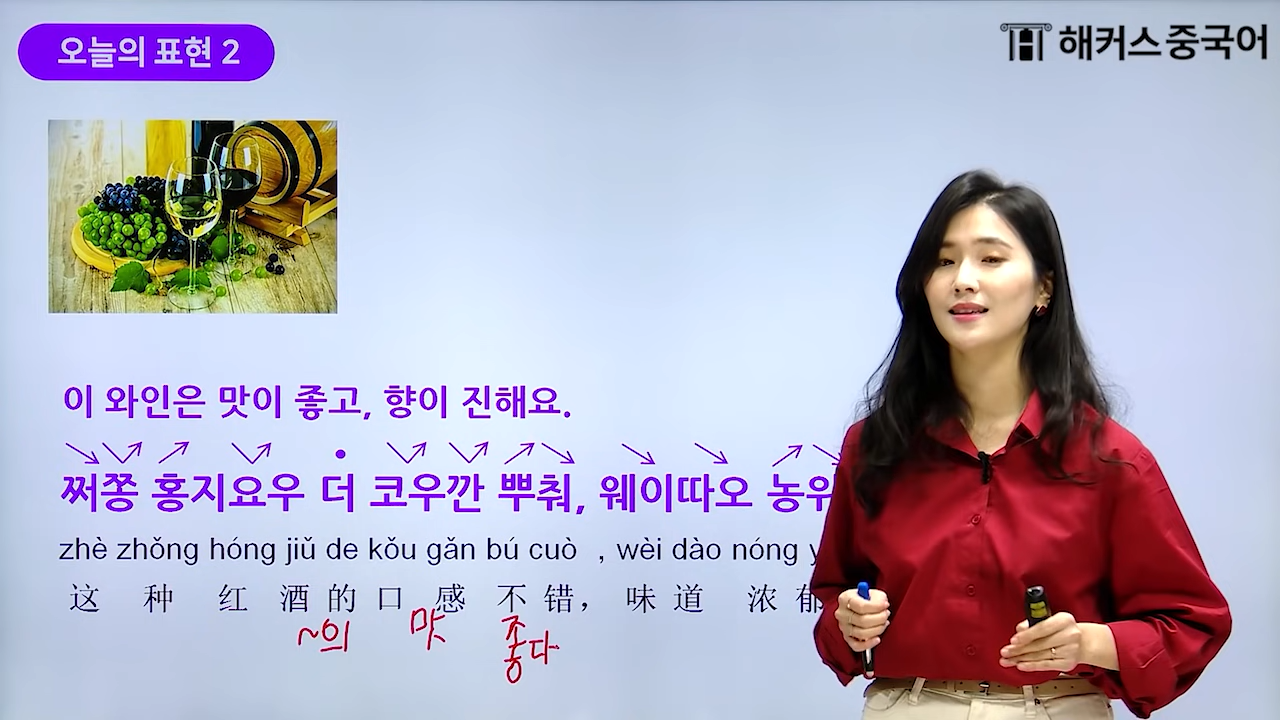 오늘의 표현 2
해커스중국어
이 와인은 맛이 좋고, 향이 진해요.
쩌쫑 홍지요우 더 코우깐 뿌춰, 웨이따오 농위
zhè zhǒng hóng jiǔ de kǒu gǎn bú cuò , wèi dào nóng y
这 种 红 酒 的 口 感 不 错， 味 道 浓 郁
~의 맛 좋다